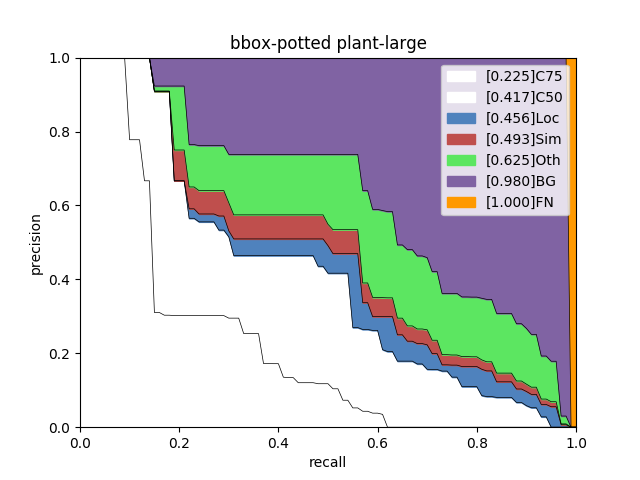 bbox-potted plant-large
1.0
0.8
0.6
0.4
0.2
0.0
precision
[0.225]C75
[0.417]C50
[0.456]Loc
[0.493]Sim
[0.625]Oth
[0.980]BG
[1.000]FN
0.0 0.2 0.4 0.6 0.8 1.0
recall